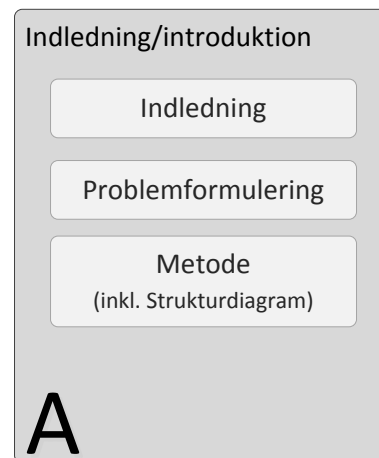 Indledning/introduktion
Indledning
Problemformulering
Metode
(inkl. Strukturdiagram)
A